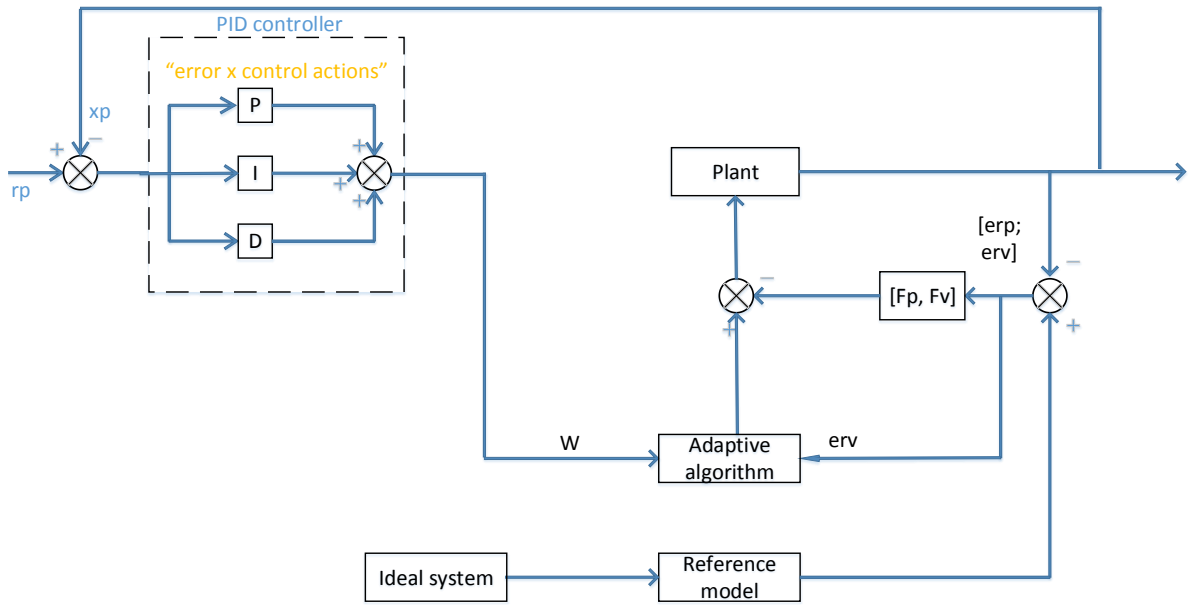 PID controller
“error x control actions”
xp
P
+
−
+
rp
I
+
+
D
+
Plant
[erp;
erv]
−
−
[Fp, Fv]
+
+
W
Adaptive
algorithm
erv
Ideal system
Reference
model